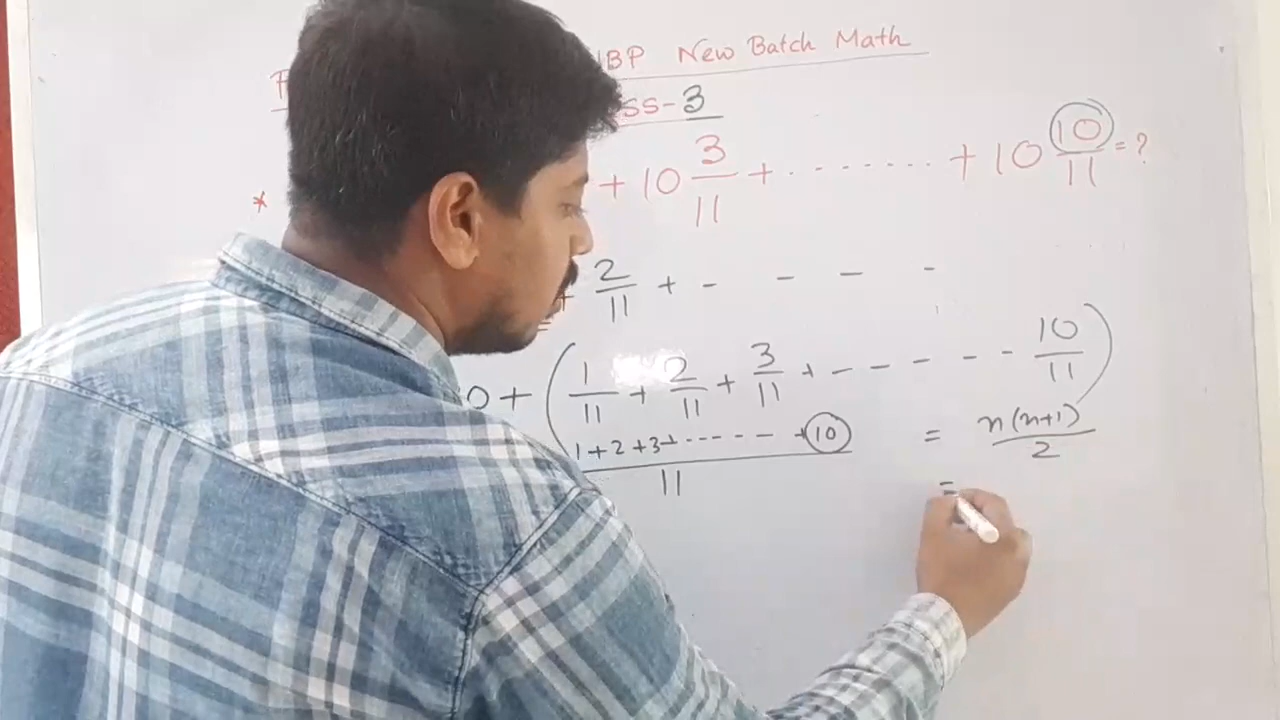 WBP New Batch Math
ss-3
* + 10 3/11 + ........ + 10 10/11 = ?
+ 2/11 + - - - -
0 + (1/11 + 2/11 + 3/11 + - - - - - 10/11)
1+2+3+ ------ +10 / 11 = n(n+1)/2
=